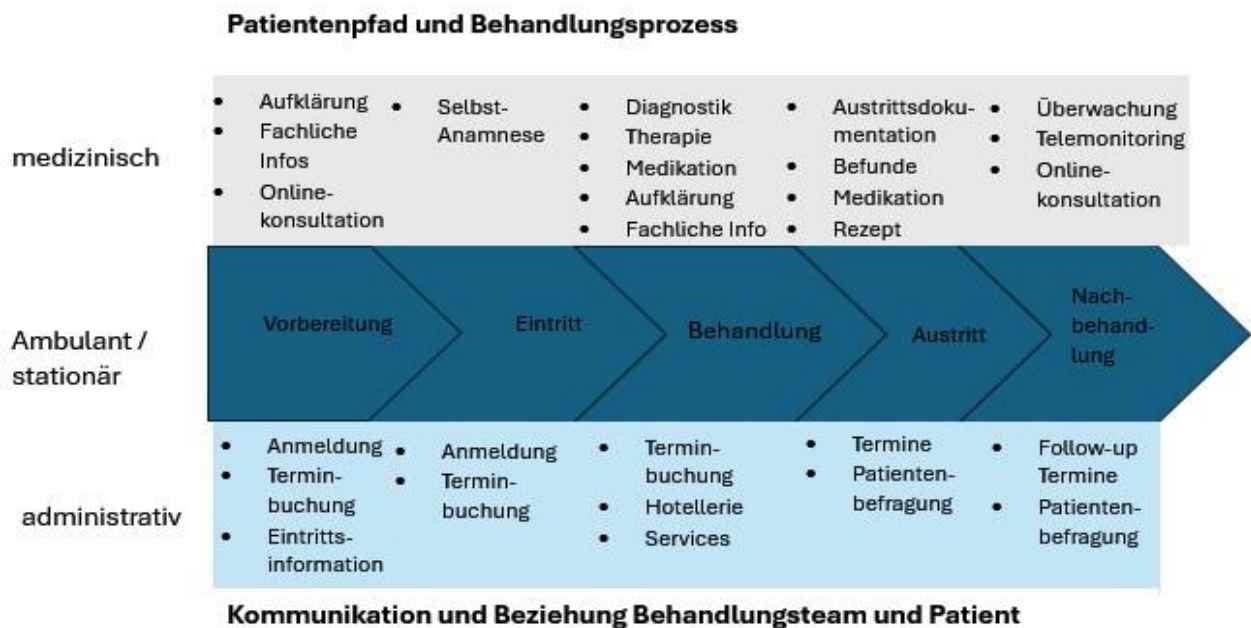 Patientenpfad und Behandlungsprozess
medizinisch
• Aufklärung
• Fachliche
Infos
• Online-
konsultation
• Selbst-
Anamnese
• Diagnostik
• Therapie
• Medikation
• Aufklärung
• Fachliche Info
• Austrittsdoku-
mentation
• Befunde
• Medikation
• Rezept
• Überwachung
• Telemonitoring
• Online-
konsultation
Ambulant /
stationär
Vorbereitung
Eintritt
Behandlung
Austritt
Nach-
behand-
lung
administrativ
• Anmeldung
• Termin-
buchung
• Eintritts-
information
• Anmeldung
• Termin-
buchung
• Termin-
buchung
• Hotellerie
• Services
• Termine
• Patienten-
befragung
• Follow-up
Termine
• Patienten-
befragung
Kommunikation und Beziehung Behandlungsteam und Patient